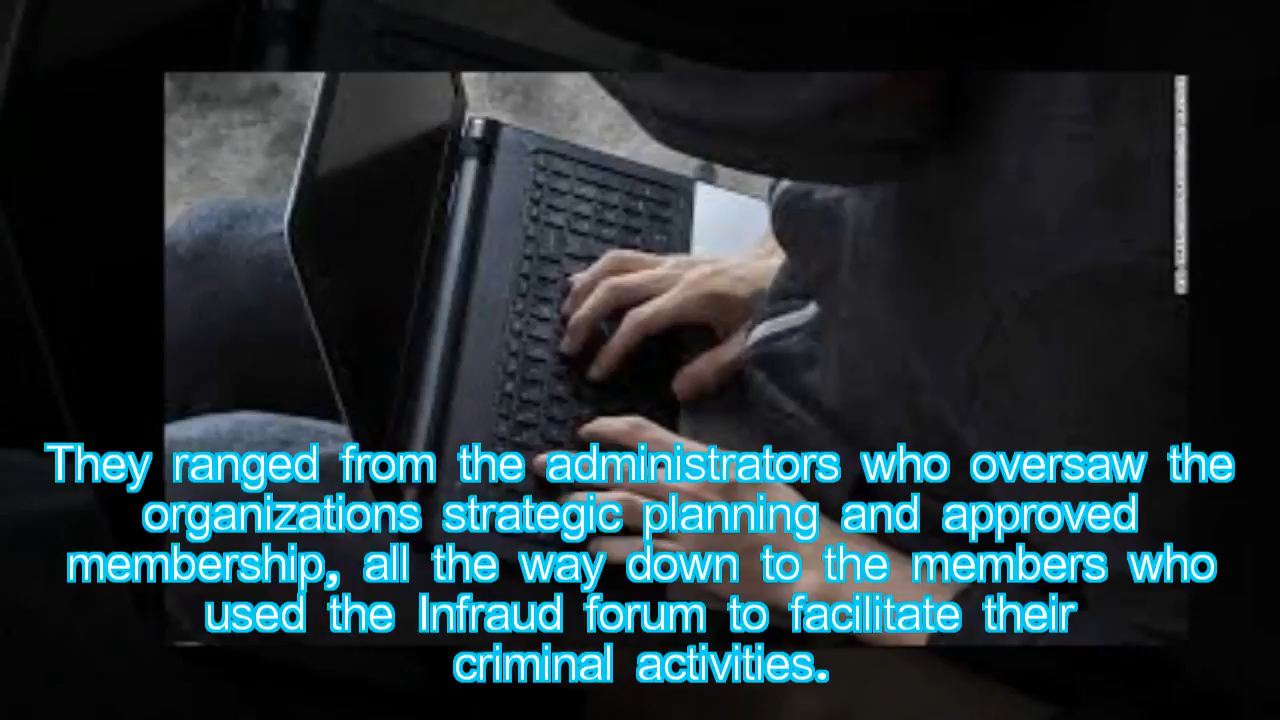 They ranged from the administrators who oversaw the
organizations strategic planning and approved
membership, all the way down to the members who
used the Infraud forum to facilitate their
criminal activities.